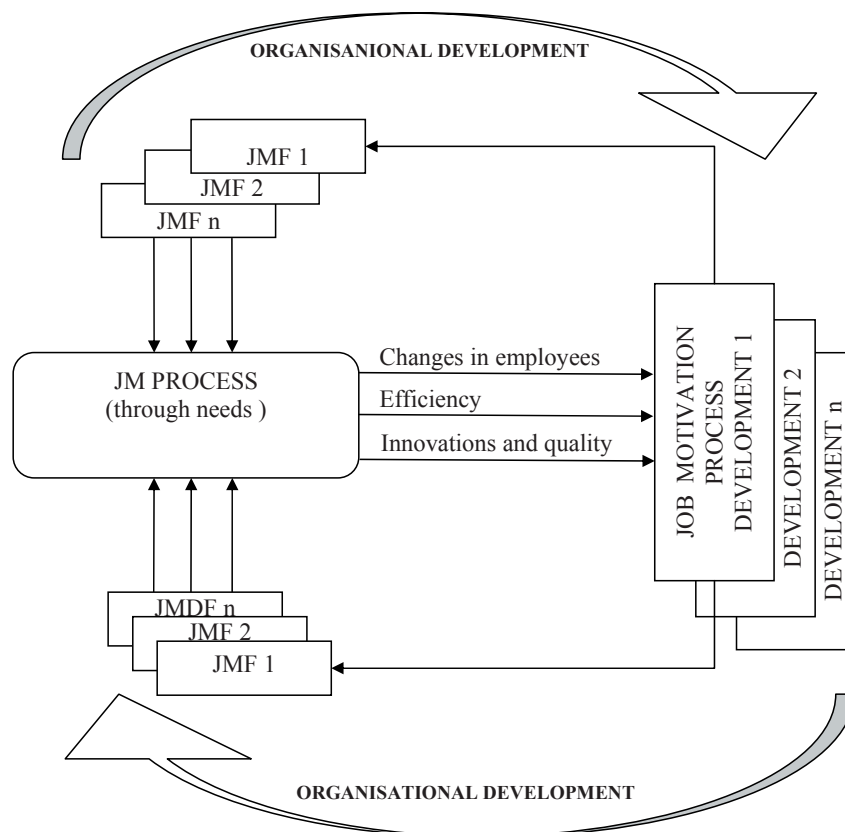 ORGANISANIONAL DEVELOPMENT
JMF 1
JMF 2
JMF n
JM PROCESS
(through needs )
Changes in employees
Efficiency
Innovations and quality
JOB MOTIVATION
PROCESS
DEVELOPMENT 1
DEVELOPMENT 2
DEVELOPMENT n
JMDF n
JMF 2
JMF 1
ORGANISATIONAL DEVELOPMENT